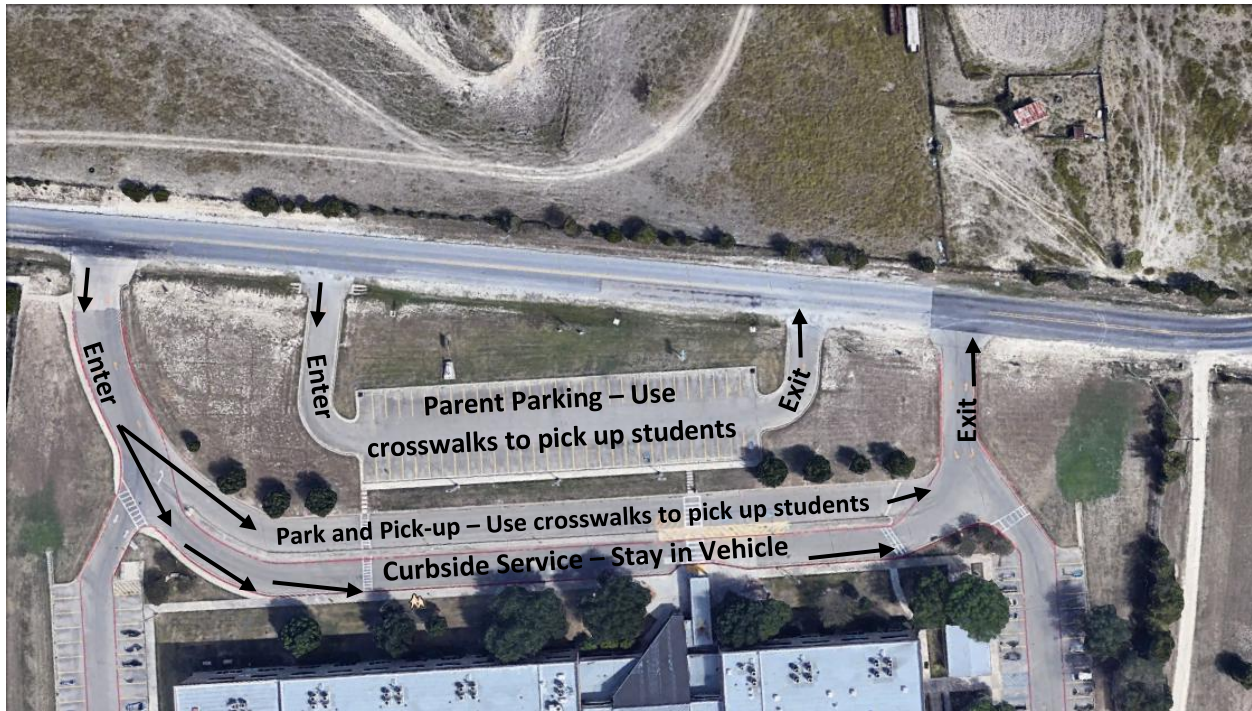 Enter
Enter
Exit
Exit
Parent Parking – Use
crosswalks to pick up students
Park and Pick-up – Use crosswalks to pick up students
Curbside Service – Stay in Vehicle